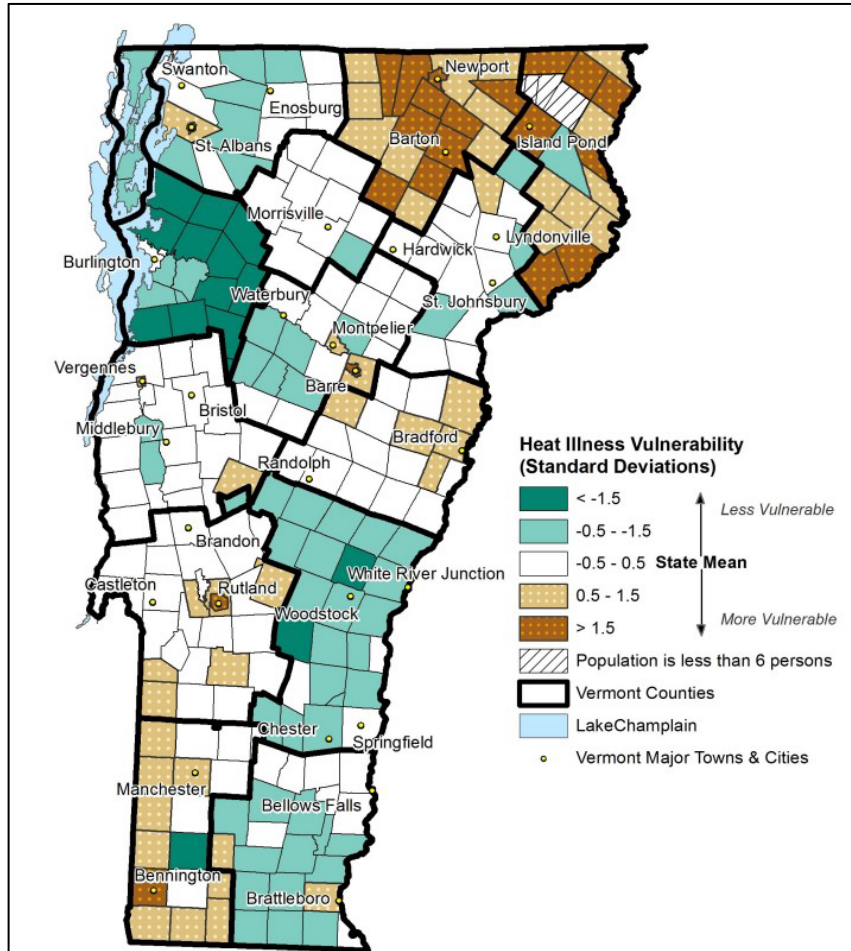 Swanton
Newport
Enosburg
Island Pond
Barton
St. Albans
Morrisville
Hardwick
Lyndonville
Burlington
Waterbury
St. Johnsbury
Montpelier
Vergennes
Barre
Bristol
Middlebury
Bradford
Randolph
Brandon
White River Junction
Castleton
Rutland
Woodstock
Chester
Springfield
Manchester
Bellows Falls
Bennington
Brattleboro
Heat Illness Vulnerability
(Standard Deviations)
< -1.5
Less Vulnerable
-0.5 - -1.5
-0.5 - 0.5 State Mean
0.5 - 1.5
> 1.5
More Vulnerable
Population is less than 6 persons
Vermont Counties
LakeChamplain
Vermont Major Towns & Cities